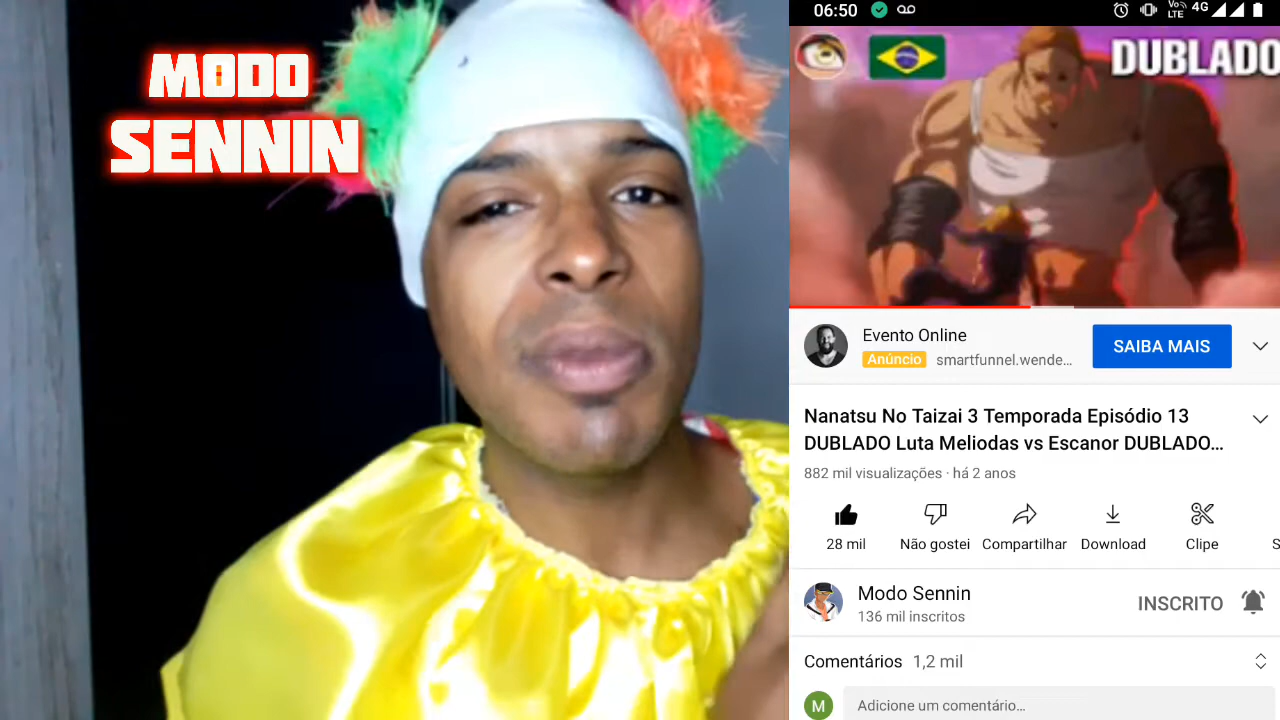 MODO
SENNIN
06:50
Vo
LTE
4G
DUBLADO
Evento Online
SAIBA MAIS
Anúncio smartfunnel.wende...
Nanatsu No Taizai 3 Temporada Episódio 13
DUBLADO Luta Meliodas vs Escanor DUBLADO...
882 mil visualizações · há 2 anos
28 mil Não gostei Compartilhar Download Clipe S
Modo Sennin
136 mil inscritos
INSCRITO
Comentários 1,2 mil
M Adicione um comentário...